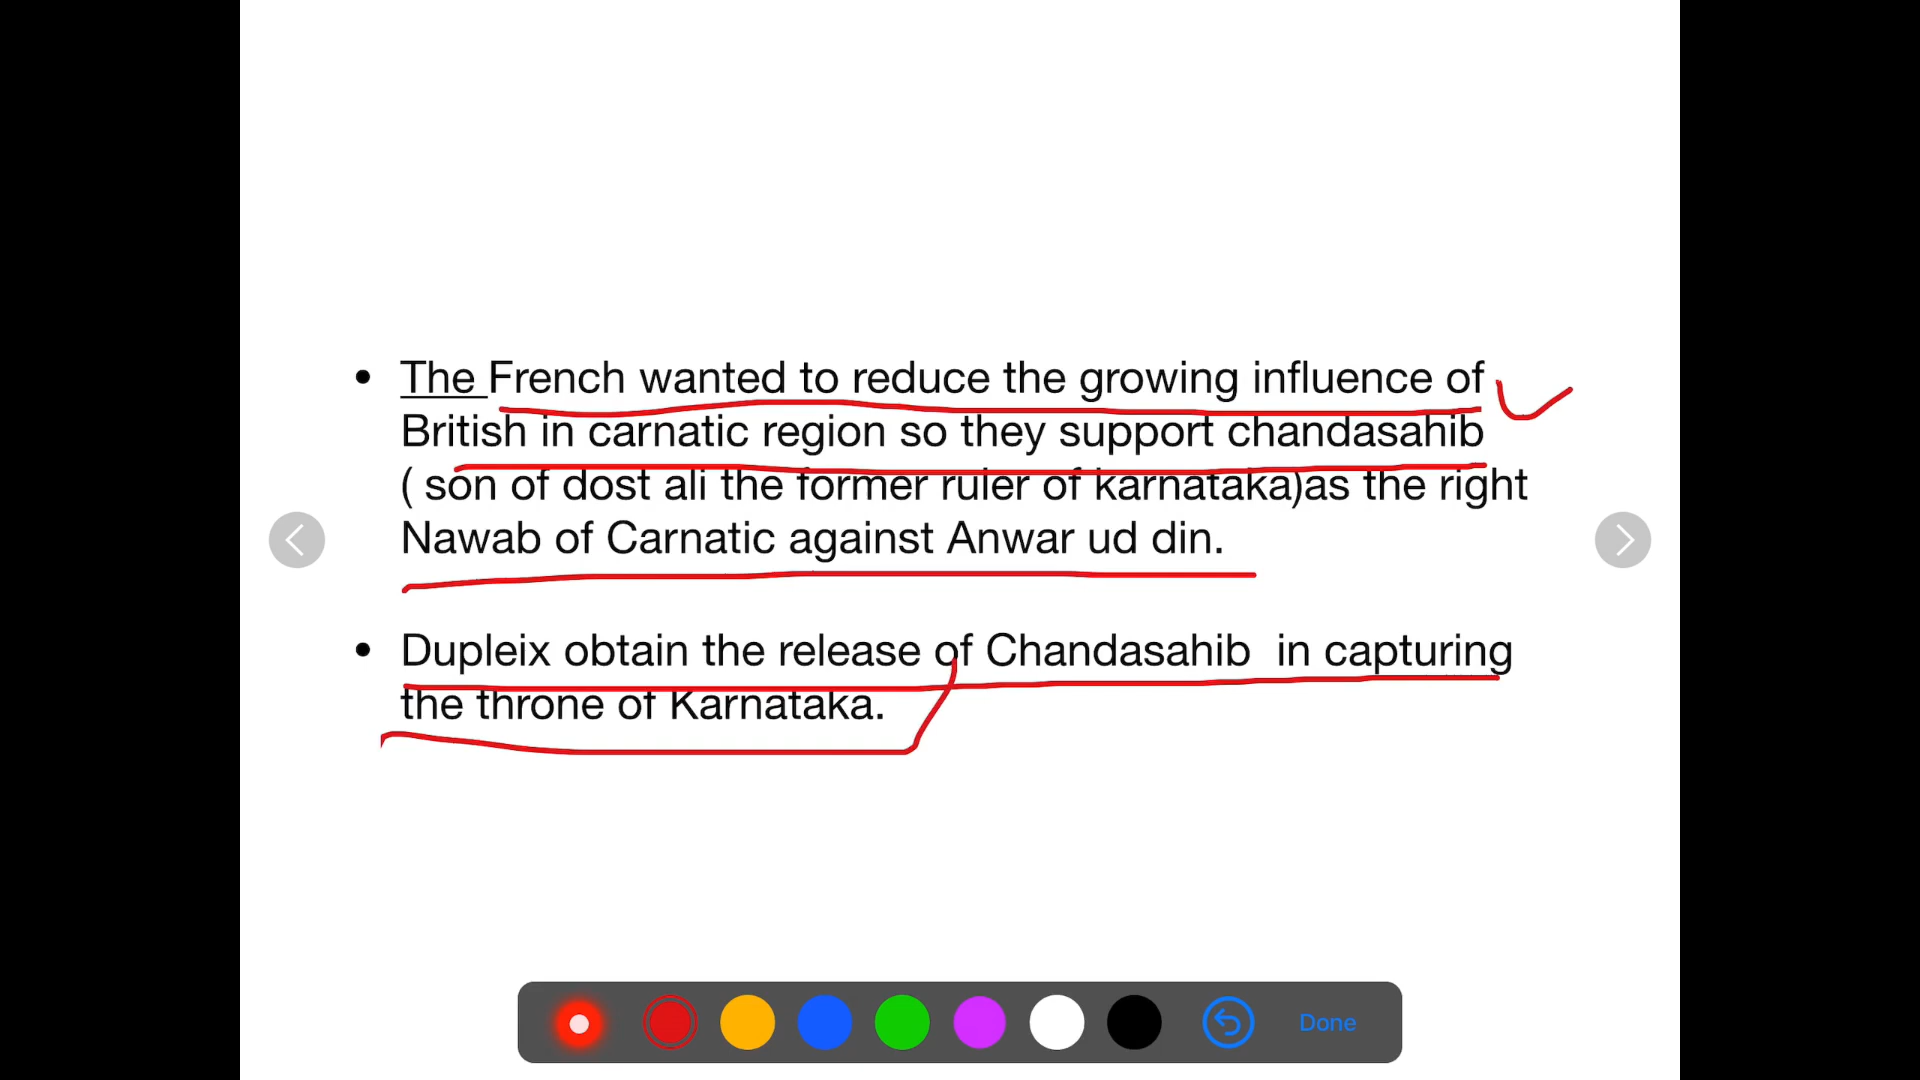 • The French wanted to reduce the growing influence of
British in carnatic region so they support chandasahib
( son of dost ali the former ruler of karnataka)as the right
Nawab of Carnatic against Anwar ud din.
• Dupleix obtain the release of Chandasahib in capturing
the throne of Karnataka.
Done